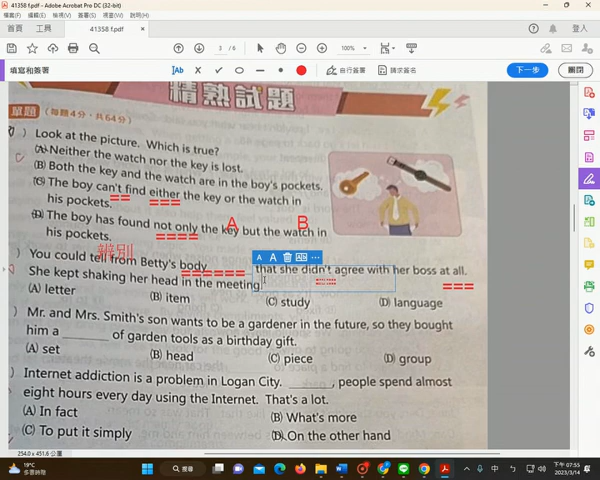 41358 f.pdf - Adobe Acrobat Pro DC (32-bit)
檔案(F) 編輯(E) 檢視(V) 簽署(S) 視窗(W) 說明(H)
首頁 工具 41358 f.pdf × 登入
3 / 6 100%
填寫和簽署 Ab 自行簽署 請求簽名 下一步 關閉
精熟試題
單題 (每題4分，共64分)
) Look at the picture. Which is true?
(A) Neither the watch nor the key is lost.
(B) Both the key and the watch are in the boy's pockets.
(C) The boy can't find either the key or the watch in
his pockets.
(D) The boy has found not only the key but the watch in
his pockets.
A B
辨別
) You could tell from Betty's body ______ that she didn't agree with her boss at all.
She kept shaking her head in the meeting.
(A) letter (B) item (C) study (D) language
) Mr. and Mrs. Smith's son wants to be a gardener in the future, so they bought
him a ______ of garden tools as a birthday gift.
(A) set (B) head (C) piece (D) group
) Internet addiction is a problem in Logan City. ______, people spend almost
eight hours every day using the Internet. That's a lot.
(A) In fact (B) What's more
(C) To put it simply (D) On the other hand
254.0 x 451.6 公釐
19°C
多雲時陰
搜尋
中
下午 07:55
2023/3/14